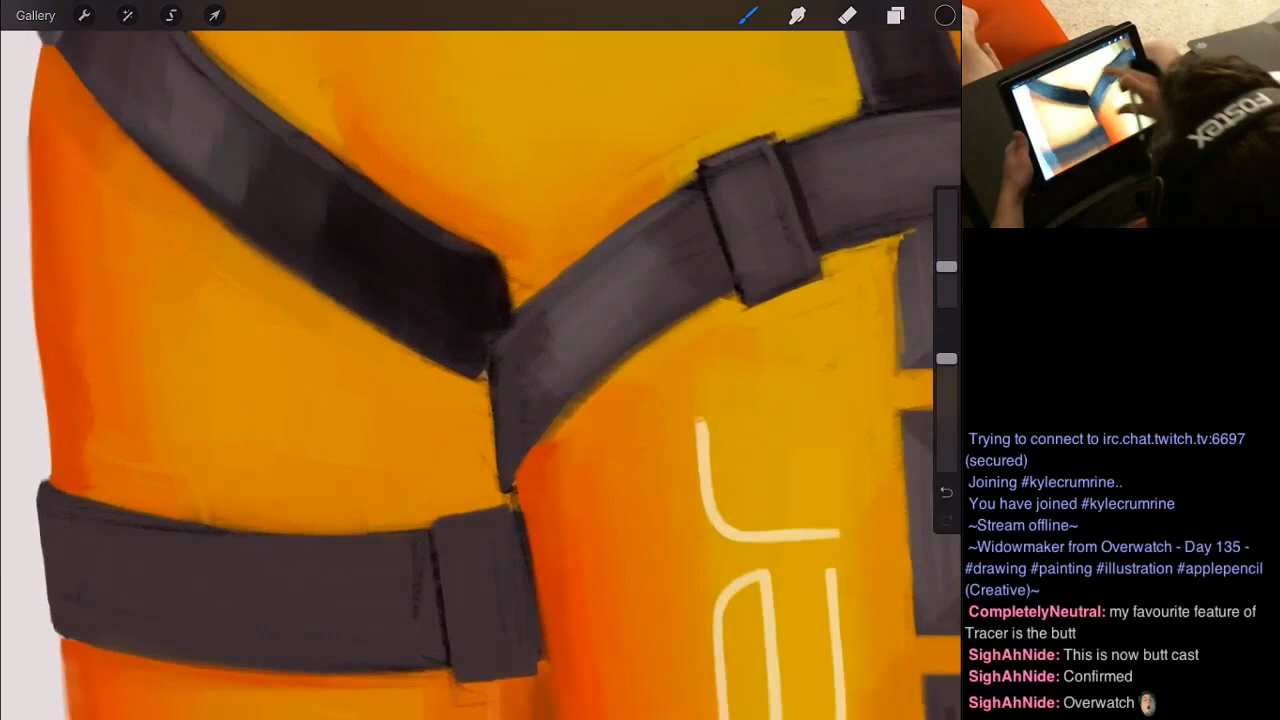 Gallery
FOSTEX
Trying to connect to irc.chat.twitch.tv:6697
(secured)
Joining #kylecrumrine..
You have joined #kylecrumrine
~Stream offline~
~Widowmaker from Overwatch - Day 135 -
#drawing #painting #illustration #applepencil
(Creative)~
CompletelyNeutral: my favourite feature of
Tracer is the butt
SighAhNide: This is now butt cast
SighAhNide: Confirmed
SighAhNide: Overwatch